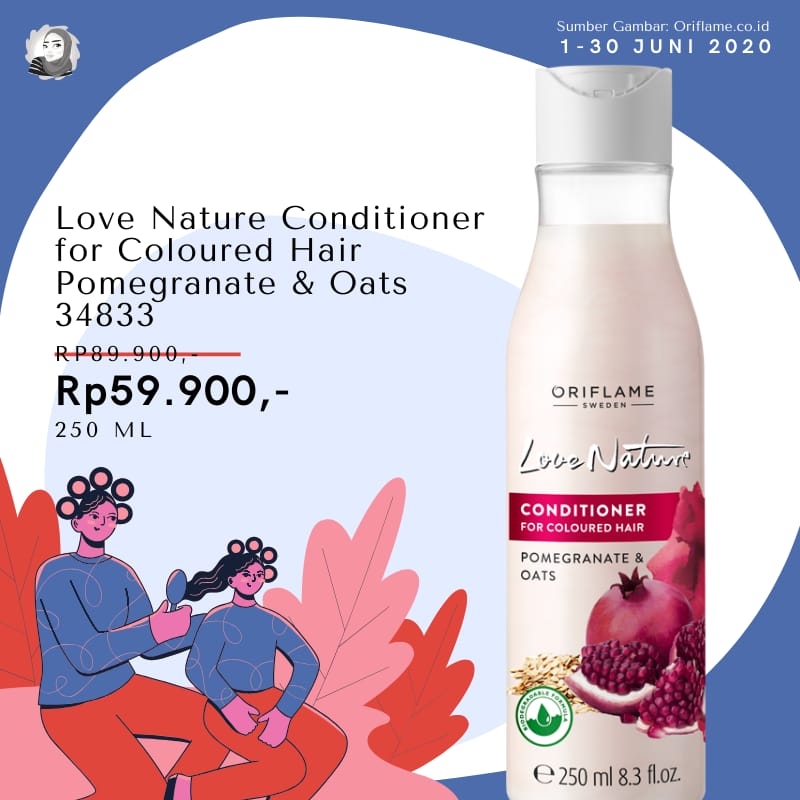 Sumber Gambar: Oriflame.co.id
1-30 JUNI 2020
Love Nature Conditioner
for Coloured Hair
Pomegranate & Oats
34833
RP89.900,-
Rp59.900,-
250 ML
ORIFLAME
SWEDEN
Love Nature
CONDITIONER
FOR COLOURED HAIR
POMEGRANATE &
OATS
BIODEGRADABLE FORMULA
℮ 250 ml 8.3 fl.oz.